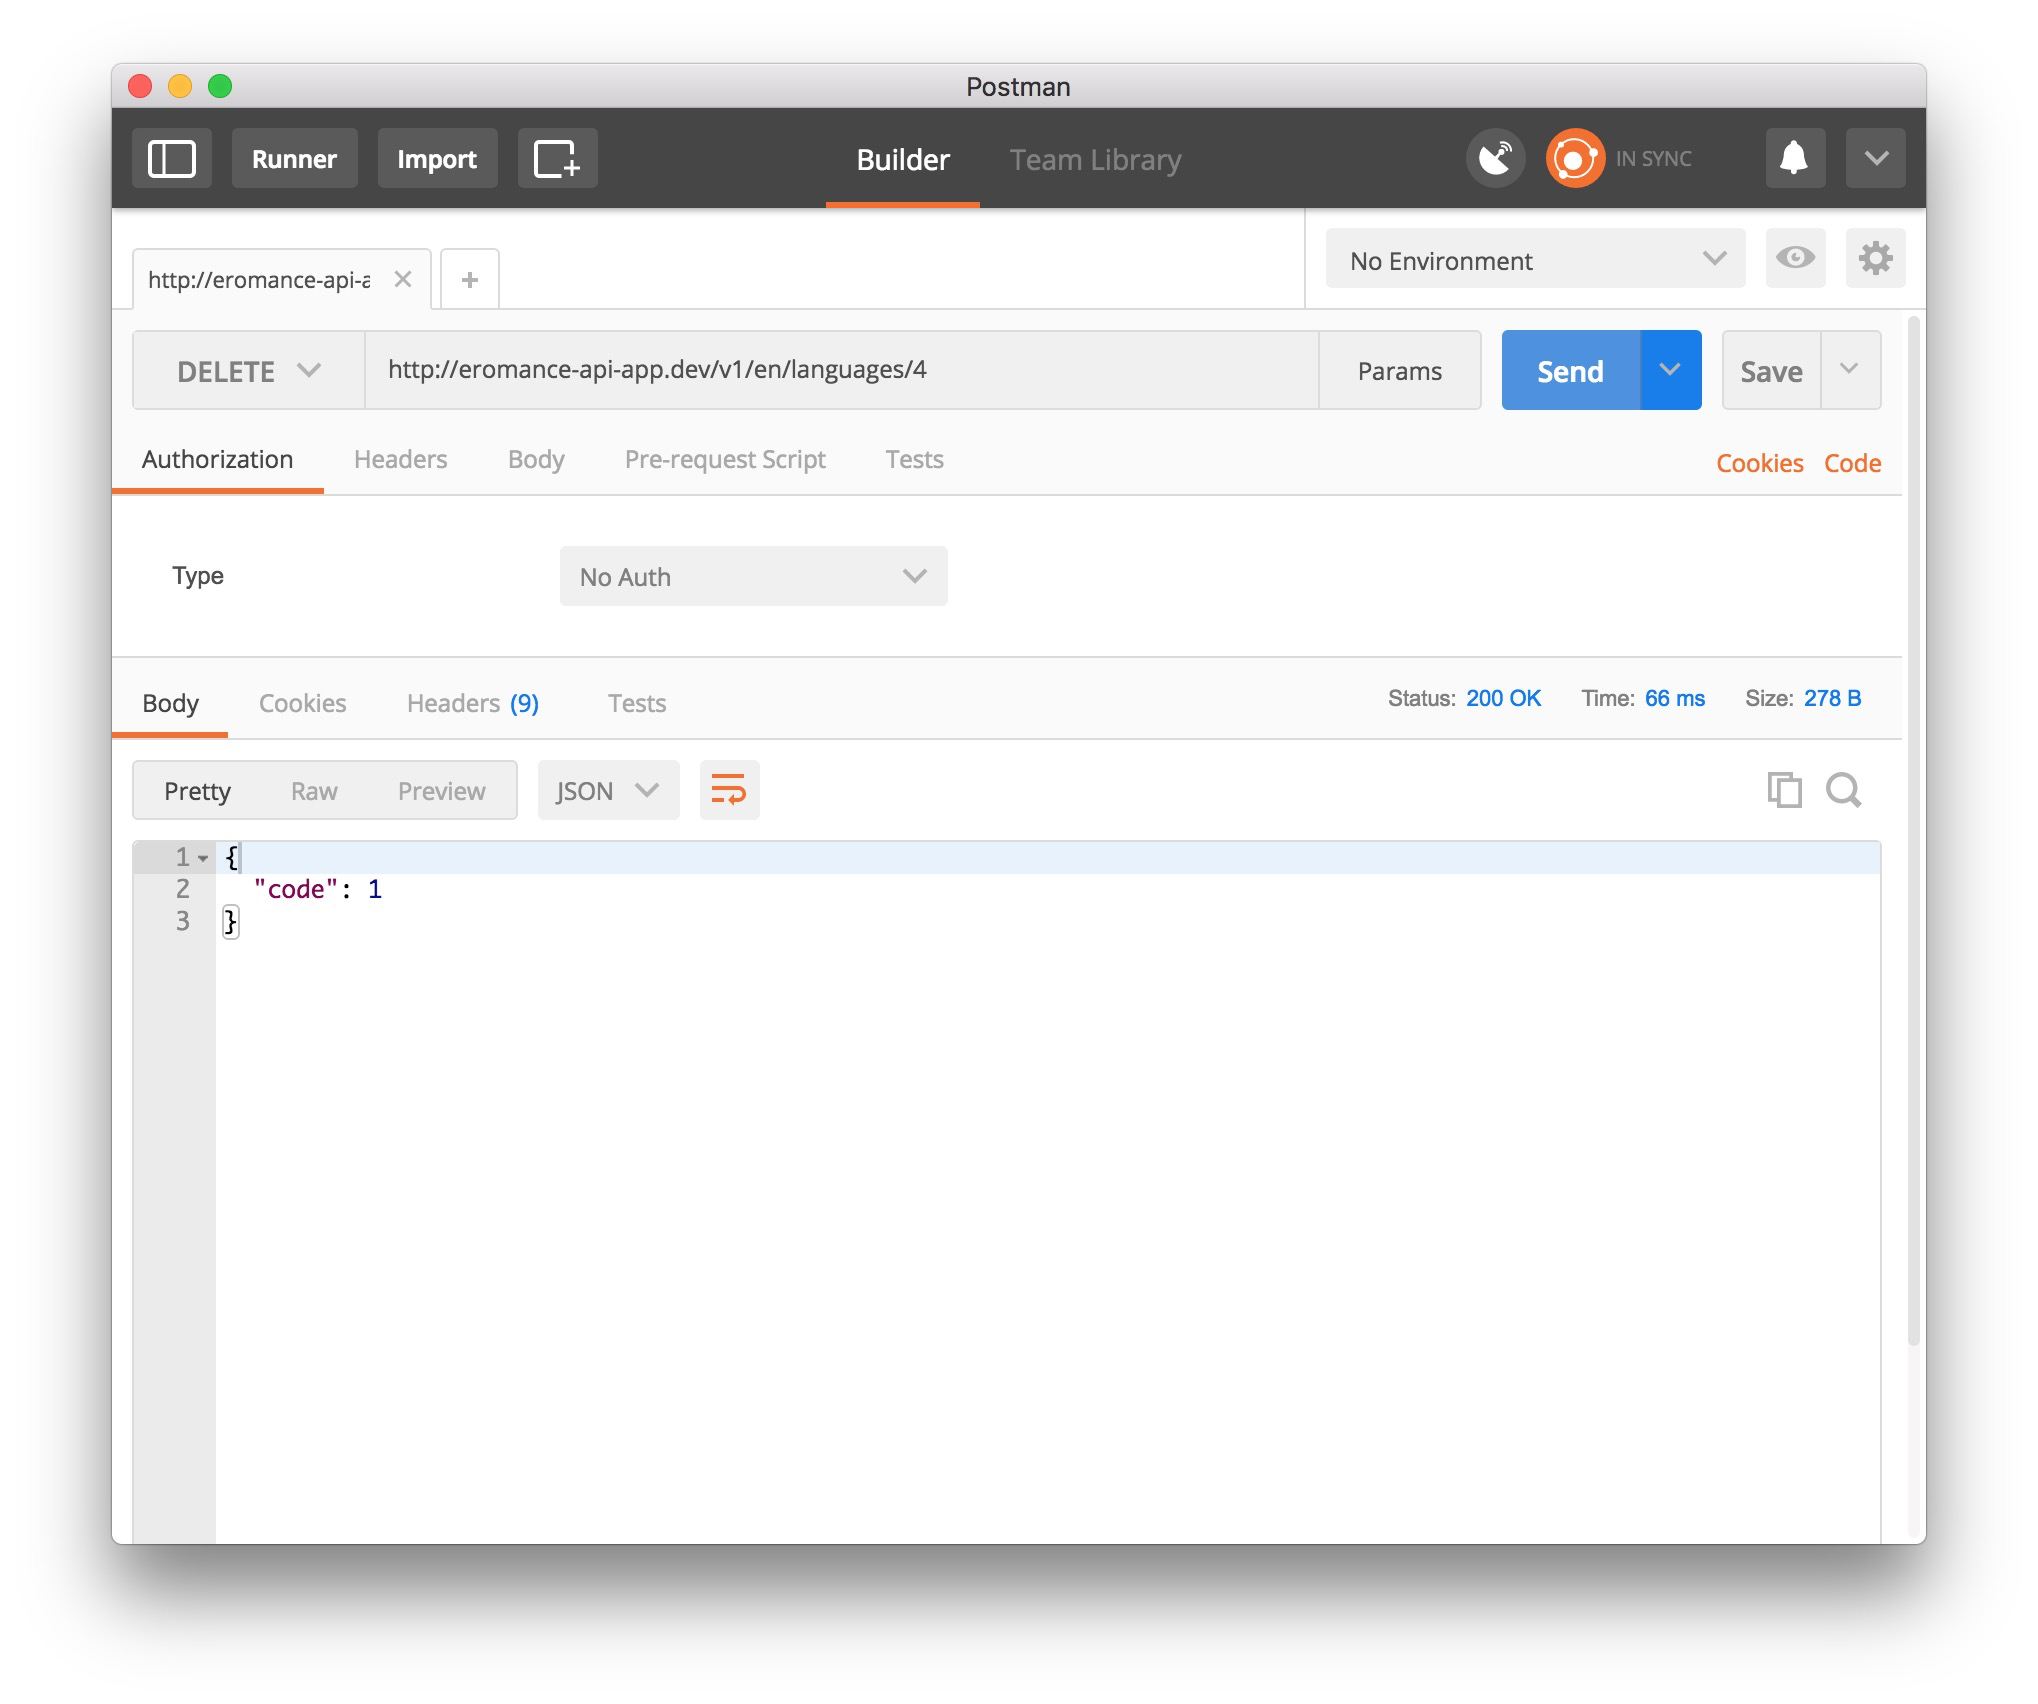 Postman
Runner Import Builder Team Library IN SYNC
http://eromance-api-a No Environment
DELETE http://eromance-api-app.dev/v1/en/languages/4 Params Send Save
Authorization Headers Body Pre-request Script Tests Cookies Code
Type No Auth
Body Cookies Headers (9) Tests Status: 200 OK Time: 66 ms Size: 278 B
Pretty Raw Preview JSON
1 {
2 "code": 1
3 }